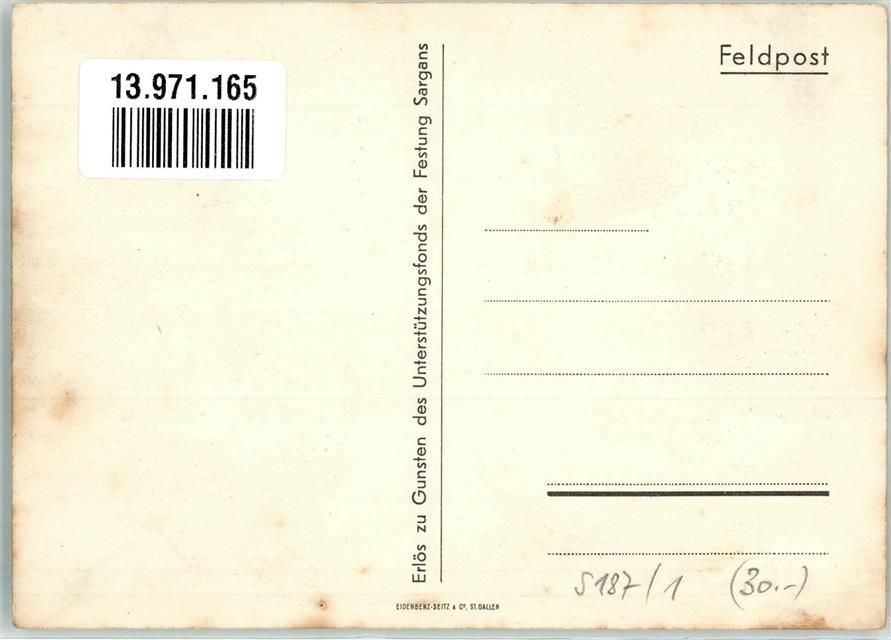 13.971.165
Erlös zu Gunsten des Unterstützungsfonds der Festung Sargans
Feldpost
S187/1 (30.-)
EIDENBENZ-SEITZ & Co, ST.GALLEN